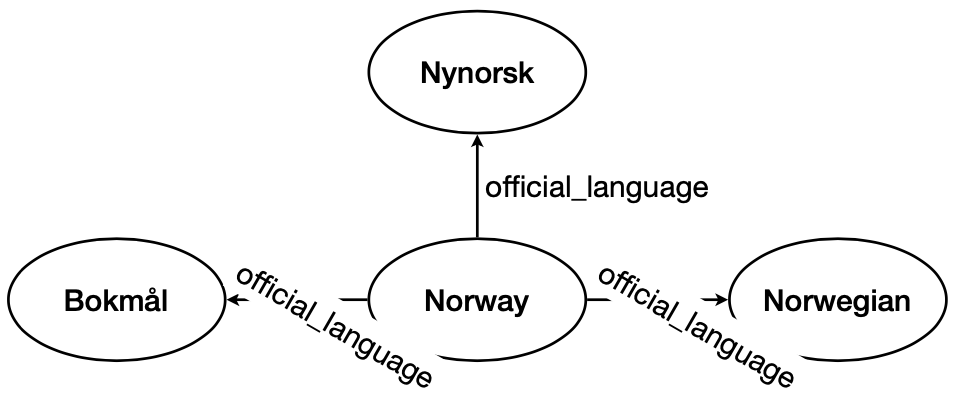 Nynorsk
official_language
Bokmål
official_language
Norway
official_language
Norwegian